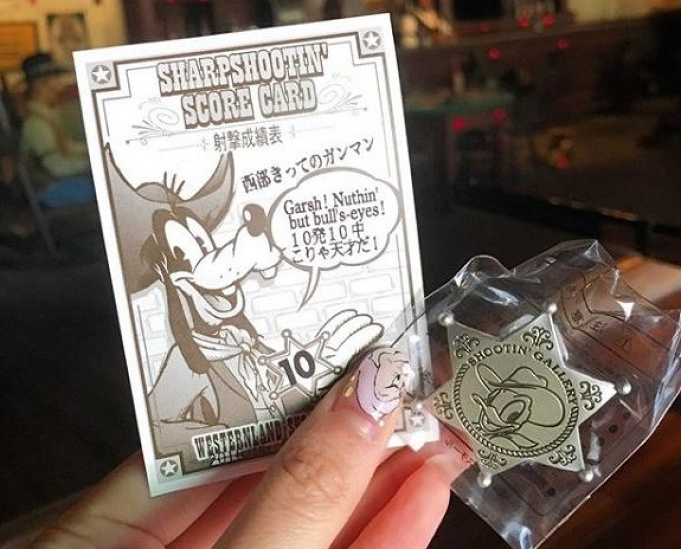 SHARPSHOOTIN'
SCORE CARD
射撃成績表
西部きってのガンマン
Garsh! Nuthin'
but bull's-eyes!
10発10中
こりゃ天才だ!
10
WESTERNLAND
SHOOTIN' GALLERY